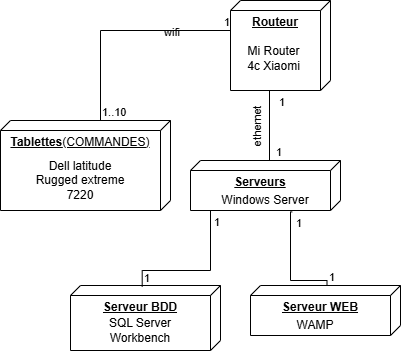 Routeur
Mi Router
4c Xiaomi
1
wifi
1
ethernet
1..10
1
Tablettes(COMMANDES)
Dell latitude
Rugged extreme
7220
Serveurs
Windows Server
1
1
1
1
Serveur BDD
SQL Server
Workbench
Serveur WEB
WAMP